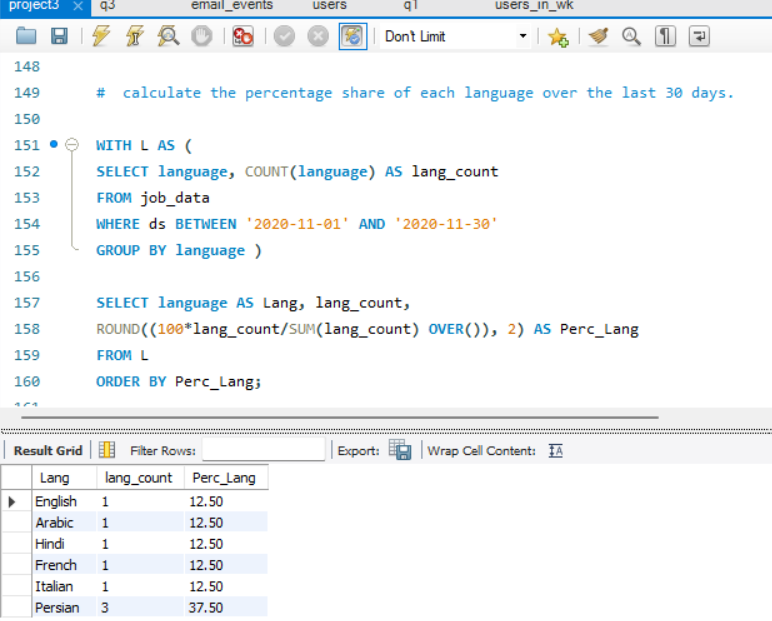 project3 × q3 email_events users q1 users_in_wk
Don't Limit
148
149 # calculate the percentage share of each language over the last 30 days.
150
151 WITH L AS (
152 SELECT language, COUNT(language) AS lang_count
153 FROM job_data
154 WHERE ds BETWEEN '2020-11-01' AND '2020-11-30'
155 GROUP BY language )
156
157 SELECT language AS Lang, lang_count,
158 ROUND((100*lang_count/SUM(lang_count) OVER()), 2) AS Perc_Lang
159 FROM L
160 ORDER BY Perc_Lang;
161
Result Grid Filter Rows: Export: Wrap Cell Content: IA
Lang lang_count Perc_Lang
English 1 12.50
Arabic 1 12.50
Hindi 1 12.50
French 1 12.50
Italian 1 12.50
Persian 3 37.50